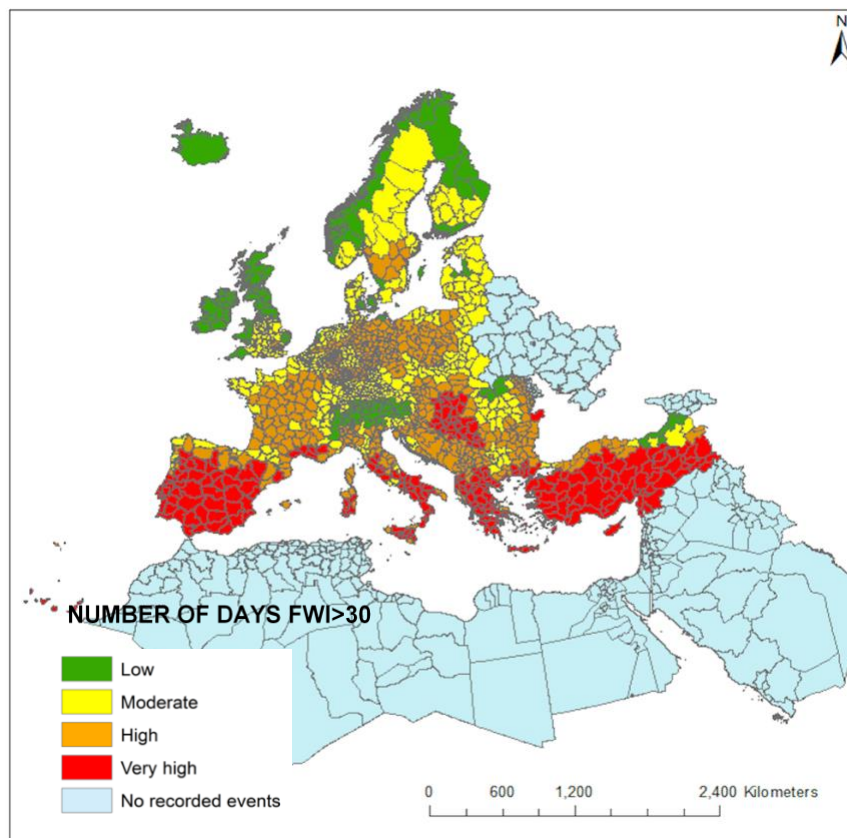 N
NUMBER OF DAYS FWI>30
Low
Moderate
High
Very high
No recorded events
0 600 1,200 2,400 Kilometers